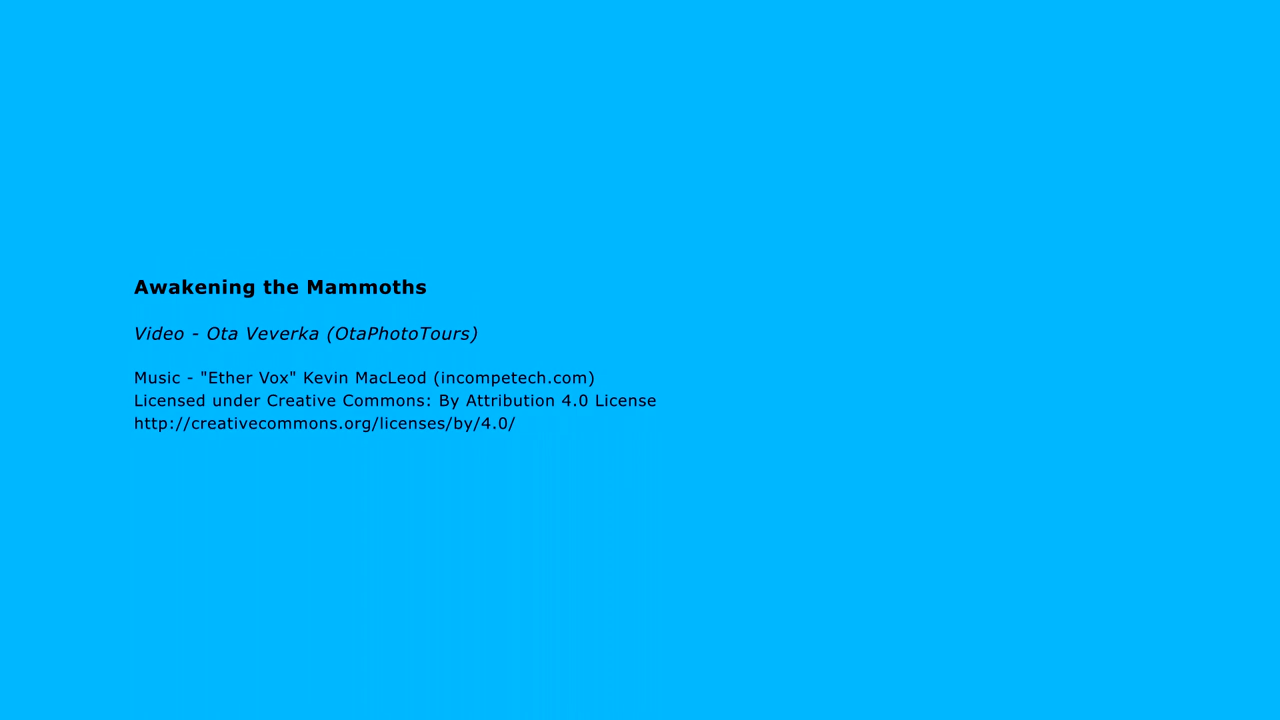 Awakening the Mammoths
Video - Ota Veverka (OtaPhotoTours)
Music - "Ether Vox" Kevin MacLeod (incompetech.com)
Licensed under Creative Commons: By Attribution 4.0 License
http://creativecommons.org/licenses/by/4.0/